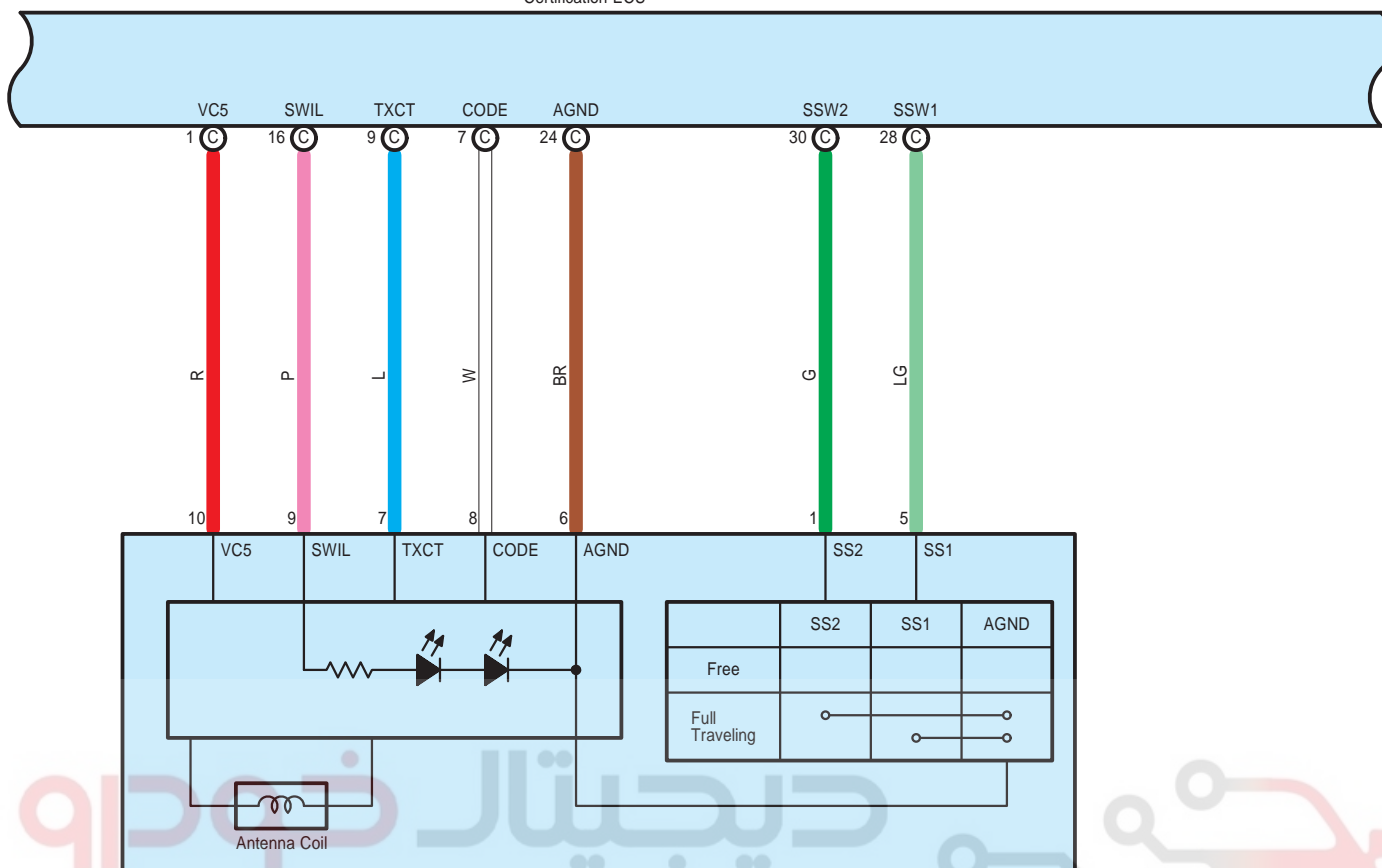 VC5 SWIL TXCT CODE AGND SSW2 SSW1
1 C 16 C 9 C 7 C 24 C 30 C 28 C
R P L W BR G LG
10 9 7 8 6 1 5
VC5 SWIL TXCT CODE AGND SS2 SS1
SS2 SS1 AGND
Free
Full
Traveling
دیجیتال خودرو
Antenna Coil